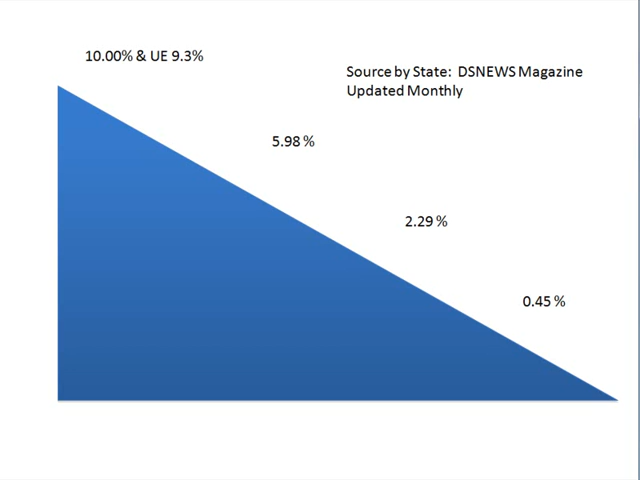 10.00% & UE 9.3%
Source by State:  DSNEWS Magazine
Updated Monthly
5.98 %
2.29 %
0.45 %